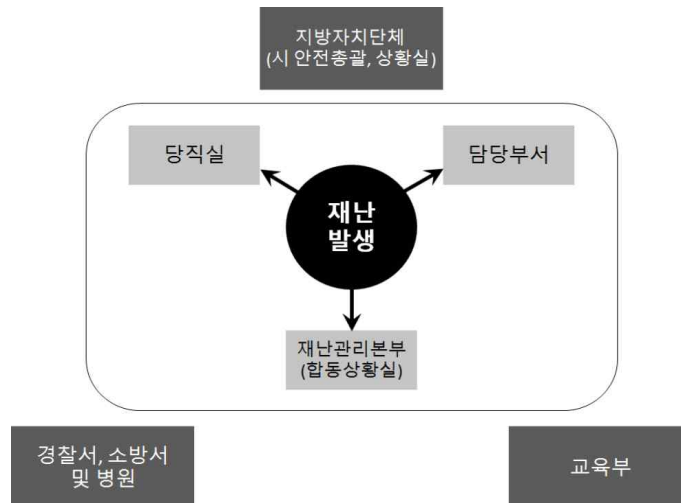 지방자치단체
(시 안전총괄, 상황실)
당직실
담당부서
재난
발생
재난관리본부
(합동상황실)
경찰서, 소방서
및 병원
교육부